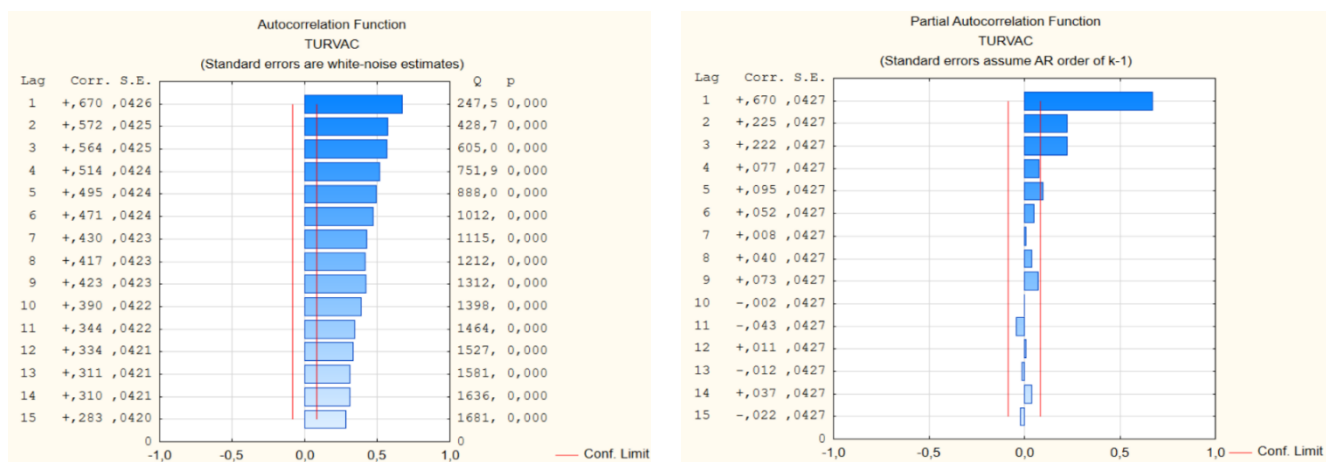 Autocorrelation Function
TURVAC
(Standard errors are white-noise estimates)
Lag Corr. S.E. Q p
1 +,670 ,0426 247,5 0,000
2 +,572 ,0425 428,7 0,000
3 +,564 ,0425 605,0 0,000
4 +,514 ,0424 751,9 0,000
5 +,495 ,0424 888,0 0,000
6 +,471 ,0424 1012, 0,000
7 +,430 ,0423 1115, 0,000
8 +,417 ,0423 1212, 0,000
9 +,423 ,0423 1312, 0,000
10 +,390 ,0422 1398, 0,000
11 +,344 ,0422 1464, 0,000
12 +,334 ,0421 1527, 0,000
13 +,311 ,0421 1581, 0,000
14 +,310 ,0421 1636, 0,000
15 +,283 ,0420 1681, 0,000
0 0
-1,0 -0,5 0,0 0,5 1,0
Conf. Limit
Partial Autocorrelation Function
TURVAC
(Standard errors assume AR order of k-1)
Lag Corr. S.E.
1 +,670 ,0427
2 +,225 ,0427
3 +,222 ,0427
4 +,077 ,0427
5 +,095 ,0427
6 +,052 ,0427
7 +,008 ,0427
8 +,040 ,0427
9 +,073 ,0427
10 -,002 ,0427
11 -,043 ,0427
12 +,011 ,0427
13 -,012 ,0427
14 +,037 ,0427
15 -,022 ,0427
0
-1,0 -0,5 0,0 0,5 1,0
Conf. Limit